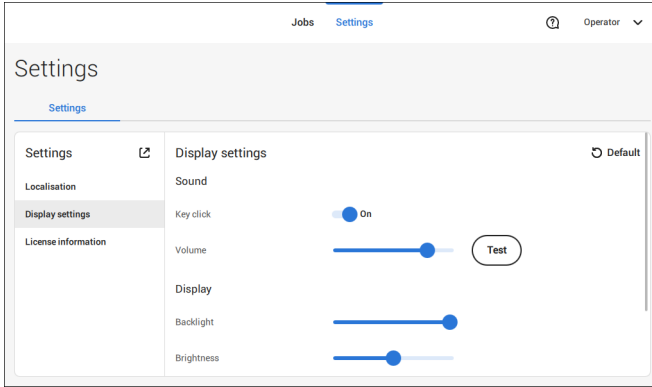 Jobs Settings Operator
Settings
Settings
Settings
Localisation
Display settings
License information
Display settings Default
Sound
Key click On
Volume Test
Display
Backlight
Brightness